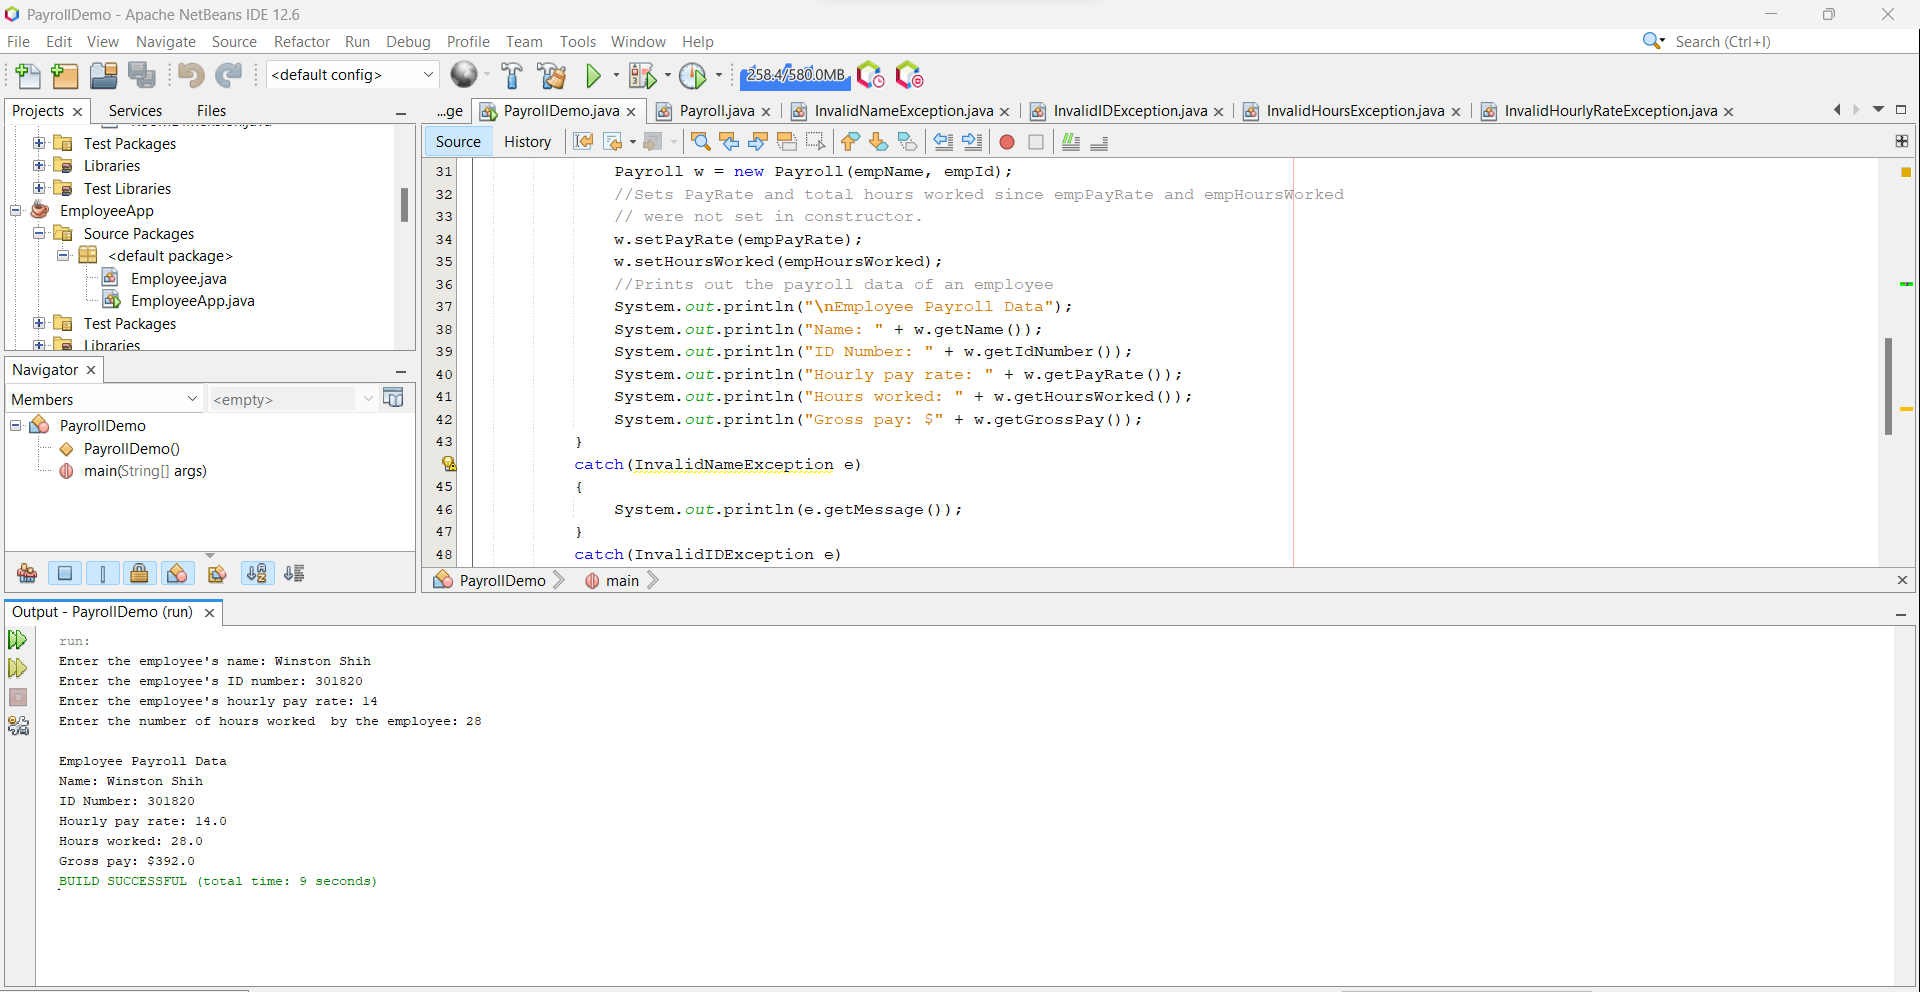 PayrollDemo - Apache NetBeans IDE 12.6
File Edit View Navigate Source Refactor Run Debug Profile Team Tools Window Help
Search (Ctrl+I)
<default config>
258.4/580.0MB
Projects Services Files
Test Packages
Libraries
Test Libraries
EmployeeApp
Source Packages
<default package>
Employee.java
EmployeeApp.java
Test Packages
Libraries
Navigator
Members <empty>
PayrollDemo
PayrollDemo()
main(String[] args)
...ge PayrollDemo.java Payroll.java InvalidNameException.java InvalidIDException.java InvalidHoursException.java InvalidHourlyRateException.java
Source History
31 Payroll w = new Payroll(empName, empId);
32 //Sets PayRate and total hours worked since empPayRate and empHoursWorked
33 // were not set in constructor.
34 w.setPayRate(empPayRate);
35 w.setHoursWorked(empHoursWorked);
36 //Prints out the payroll data of an employee
37 System.out.println("\nEmployee Payroll Data");
38 System.out.println("Name: " + w.getName());
39 System.out.println("ID Number: " + w.getIdNumber());
40 System.out.println("Hourly pay rate: " + w.getPayRate());
41 System.out.println("Hours worked: " + w.getHoursWorked());
42 System.out.println("Gross pay: $" + w.getGrossPay());
43 }
catch(InvalidNameException e)
45 {
46 System.out.println(e.getMessage());
47 }
48 catch(InvalidIDException e)
PayrollDemo main
Output - PayrollDemo (run)
run:
Enter the employee's name: Winston Shih
Enter the employee's ID number: 301820
Enter the employee's hourly pay rate: 14
Enter the number of hours worked  by the employee: 28
Employee Payroll Data
Name: Winston Shih
ID Number: 301820
Hourly pay rate: 14.0
Hours worked: 28.0
Gross pay: $392.0
BUILD SUCCESSFUL (total time: 9 seconds)